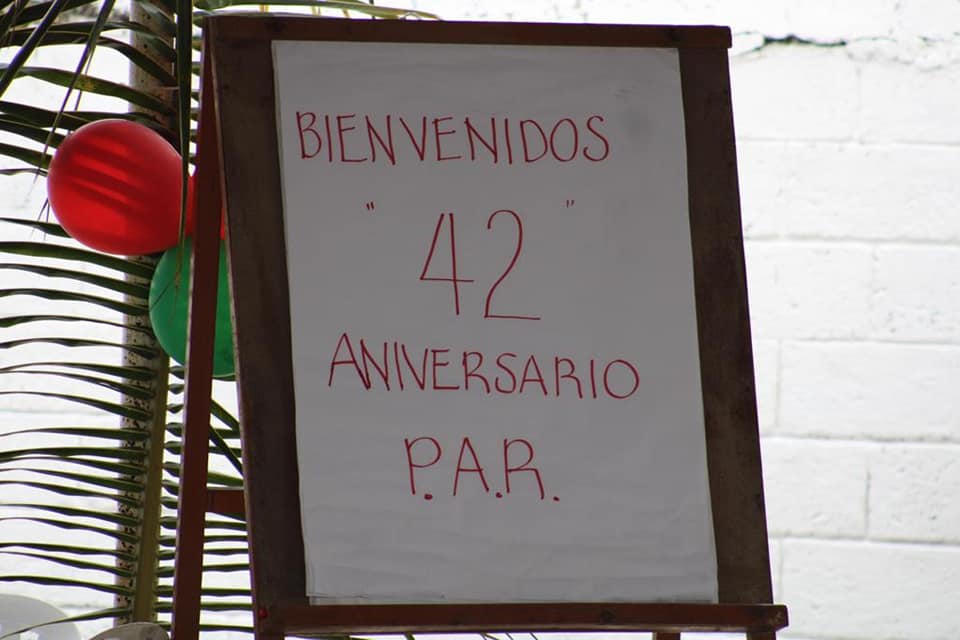 BIENVENIDOS
" 42 "
ANIVERSARIO
P.A.R.